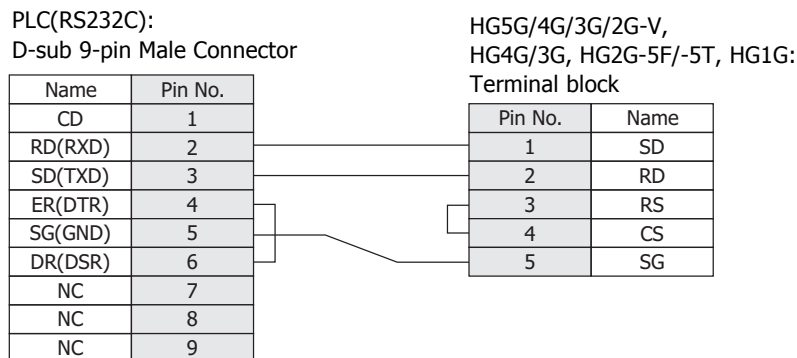 PLC(RS232C):
D-sub 9-pin Male Connector
Name Pin No.
CD 1
RD(RXD) 2
SD(TXD) 3
ER(DTR) 4
SG(GND) 5
DR(DSR) 6
NC 7
NC 8
NC 9
HG5G/4G/3G/2G-V,
HG4G/3G, HG2G-5F/-5T, HG1G:
Terminal block
Pin No. Name
1 SD
2 RD
3 RS
4 CS
5 SG